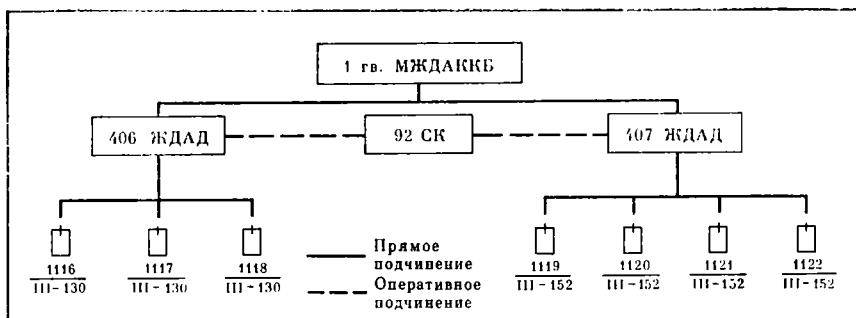 1 гв. МЖДАККБ
406 ЖДАД
92 СК
407 ЖДАД
1116
III-130
1117
III-130
1118
III-130
Прямое
подчинение
Оперативное
подчинение
1119
III-152
1120
III-152
1121
III-152
1122
III-152